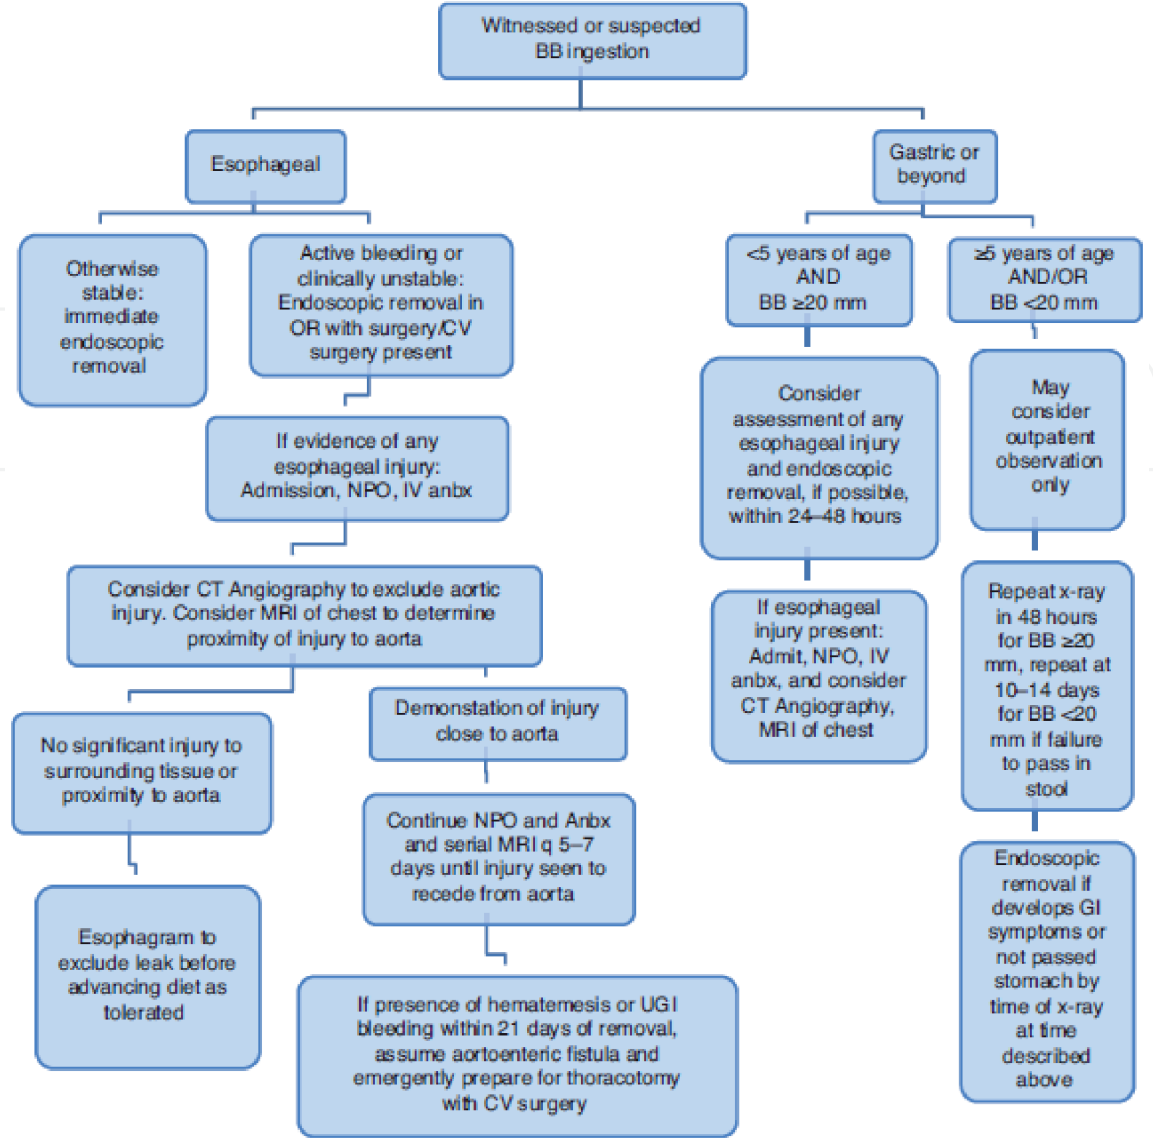 Witnessed or suspected
BB ingestion
Esophageal
Gastric or
beyond
Otherwise
stable:
immediate
endoscopic
removal
Active bleeding or
clinically unstable:
Endoscopic removal in
OR with surgery/CV
surgery present
<5 years of age
AND
BB ≥20 mm
≥5 years of age
AND/OR
BB <20 mm
If evidence of any
esophageal injury:
Admission, NPO, IV anbx
Consider
assessment of any
esophageal injury
and endoscopic
removal, if possible,
within 24–48 hours
May
consider
outpatient
observation
only
Consider CT Angiography to exclude aortic
injury. Consider MRI of chest to determine
proximity of injury to aorta
If esophageal
injury present:
Admit, NPO, IV
anbx, and consider
CT Angiography,
MRI of chest
Repeat x-ray
in 48 hours
for BB ≥20
mm, repeat at
10–14 days
for BB <20
mm if failure
to pass in
stool
No significant injury to
surrounding tissue or
proximity to aorta
Demonstation of injury
close to aorta
Continue NPO and Anbx
and serial MRI q 5–7
days until injury seen to
recede from aorta
Esophagram to
exclude leak before
advancing diet as
tolerated
If presence of hematemesis or UGI
bleeding within 21 days of removal,
assume aortoenteric fistula and
emergently prepare for thoracotomy
with CV surgery
Endoscopic
removal if
develops GI
symptoms or
not passed
stomach by
time of x-ray
at time
described
above